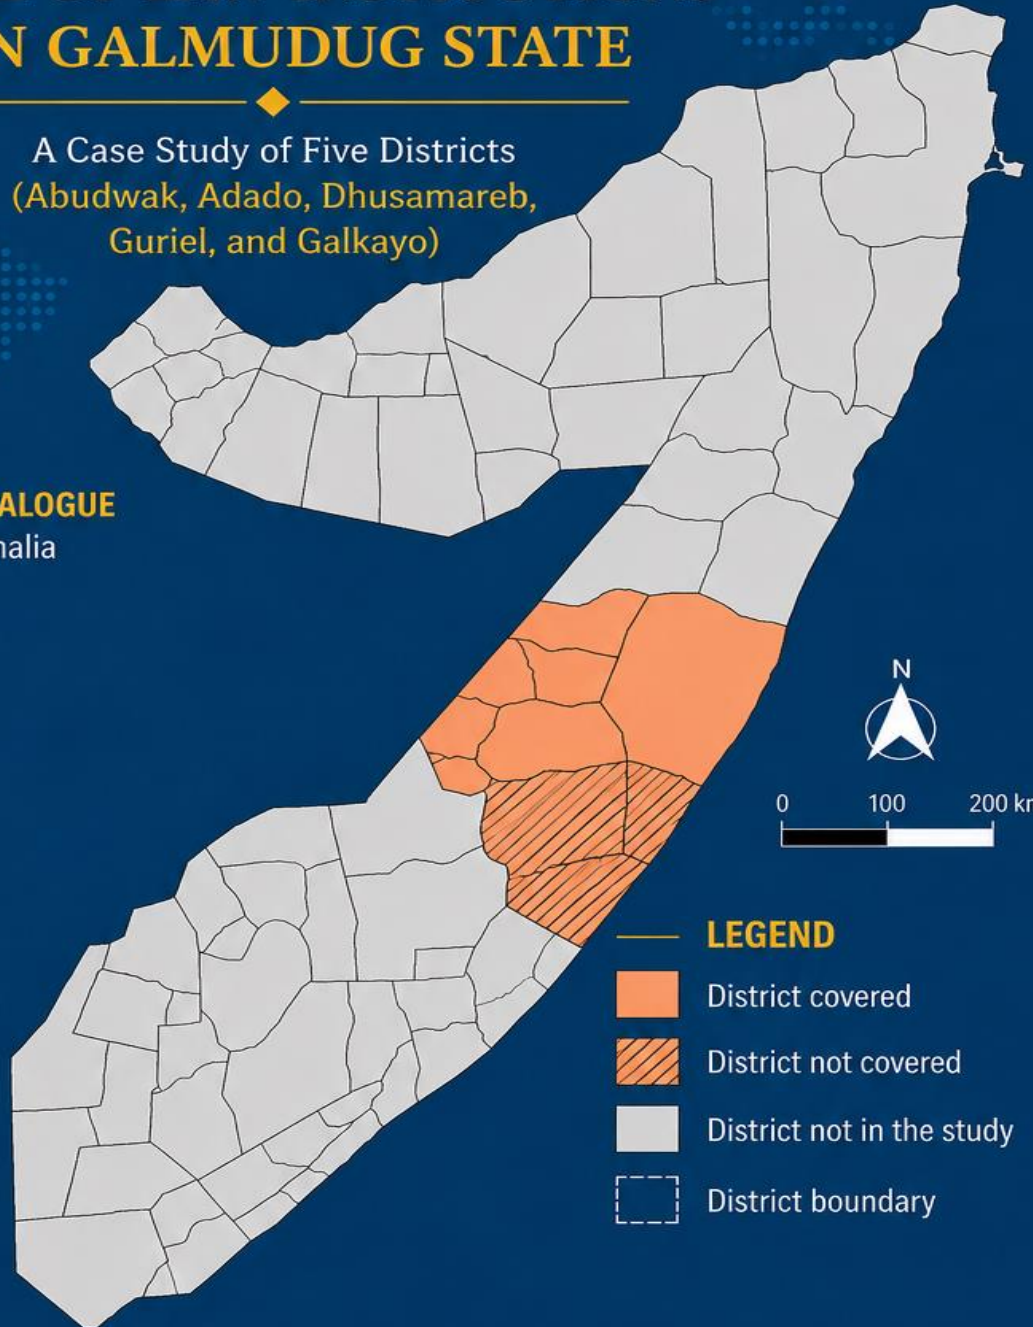 N GALMUDUG STATE
A Case Study of Five Districts
(Abudwak, Adado, Dhusamareb,
Guriel, and Galkayo)
ALOGUE
nalia
N
0 100 200 km
LEGEND
District covered
District not covered
District not in the study
District boundary